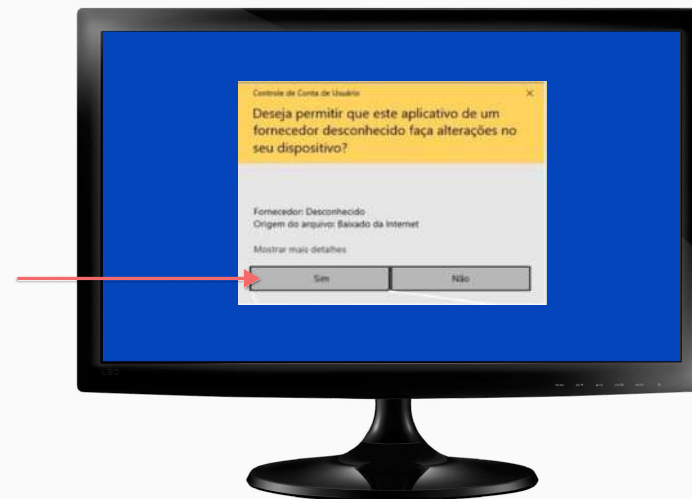 Controle de Conta de Usuário
Deseja permitir que este aplicativo de um
fornecedor desconhecido faça alterações no
seu dispositivo?
Fornecedor: Desconhecido
Origem do arquivo: Baixado da Internet
Mostrar mais detalhes
Sim
Não
LED